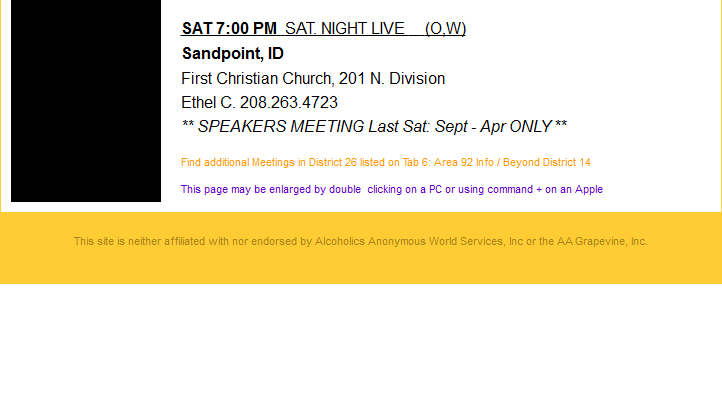 SAT 7:00 PM  SAT. NIGHT LIVE    (O,W)
Sandpoint, ID
First Christian Church, 201 N. Division
Ethel C. 208.263.4723
** SPEAKERS MEETING Last Sat: Sept - Apr ONLY **
Find additional Meetings in District 26 listed on Tab 6: Area 92 Info / Beyond District 14
This page may be enlarged by double  clicking on a PC or using command + on an Apple
This site is neither affiliated with nor endorsed by Alcoholics Anonymous World Services, Inc or the AA Grapevine, Inc.